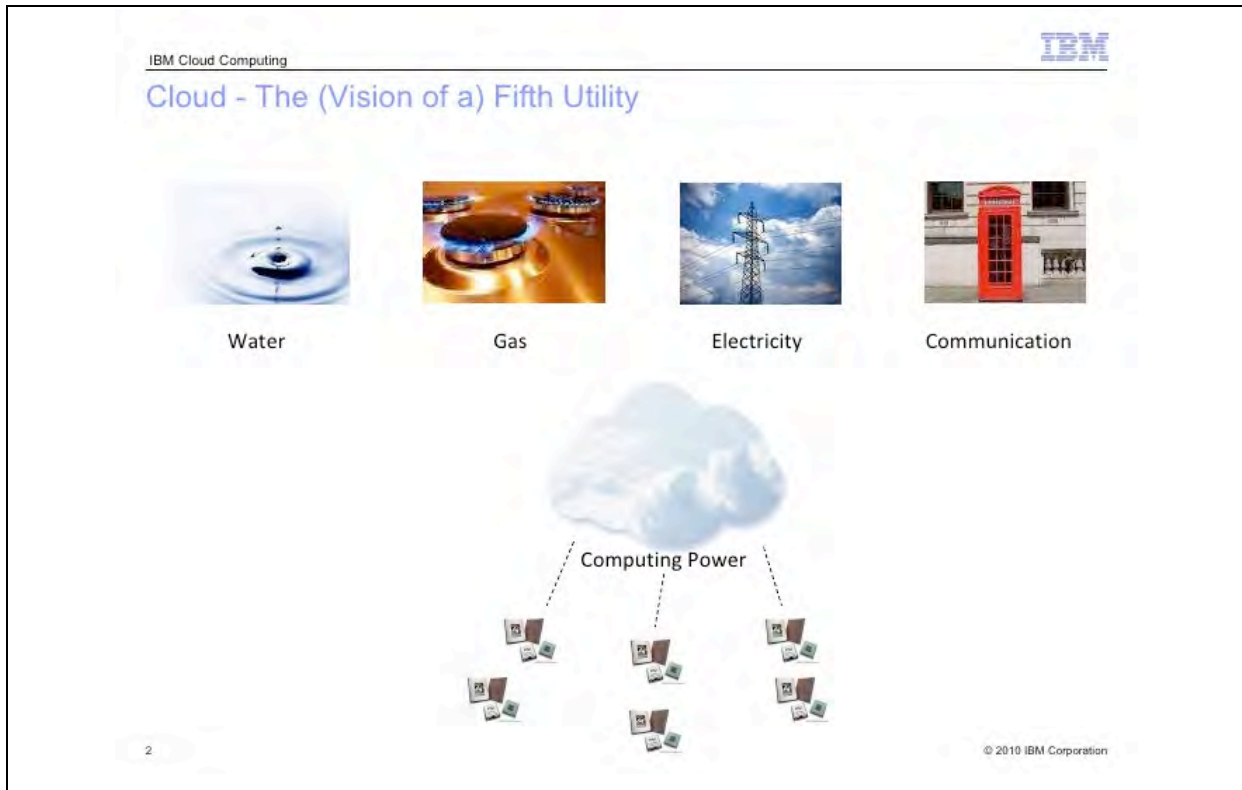 IBM Cloud Computing
IBM
Cloud - The (Vision of a) Fifth Utility
Water
Gas
Electricity
Communication
Computing Power
2
© 2010 IBM Corporation